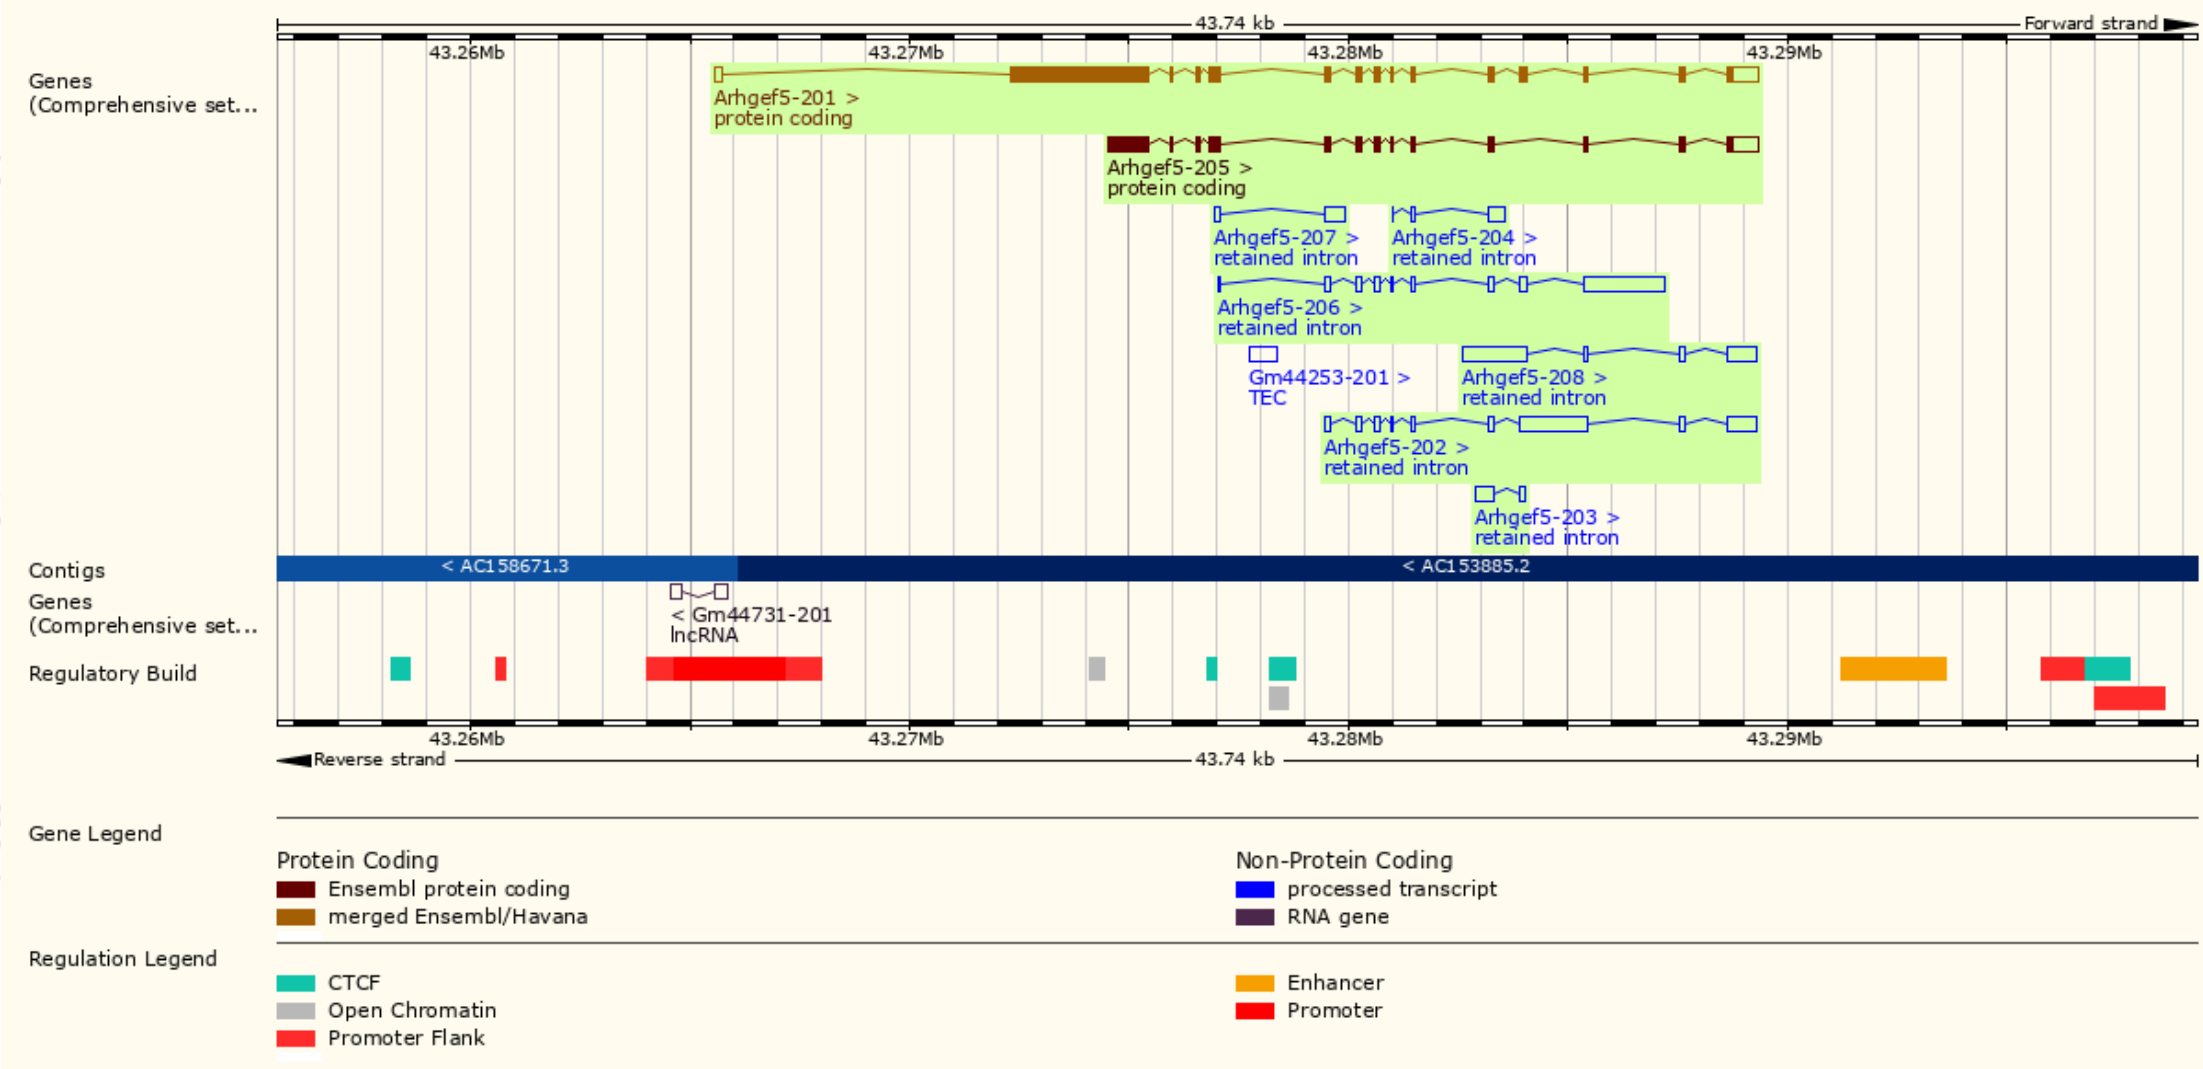 43.74 kb
Forward strand
43.26Mb 43.27Mb 43.28Mb 43.29Mb
Genes
(Comprehensive set...
Arhgef5-201 >
protein coding
Arhgef5-205 >
protein coding
Arhgef5-207 > Arhgef5-204 >
retained intron retained intron
Arhgef5-206 >
retained intron
Gm44253-201 > Arhgef5-208 >
TEC retained intron
Arhgef5-202 >
retained intron
Arhgef5-203 >
retained intron
Contigs < AC158671.3 < AC153885.2
Genes
(Comprehensive set...
< Gm44731-201
lncRNA
Regulatory Build
43.26Mb 43.27Mb 43.28Mb 43.29Mb
Reverse strand 43.74 kb
Gene Legend
Protein Coding Non-Protein Coding
Ensembl protein coding processed transcript
merged Ensembl/Havana RNA gene
Regulation Legend
CTCF Enhancer
Open Chromatin Promoter
Promoter Flank